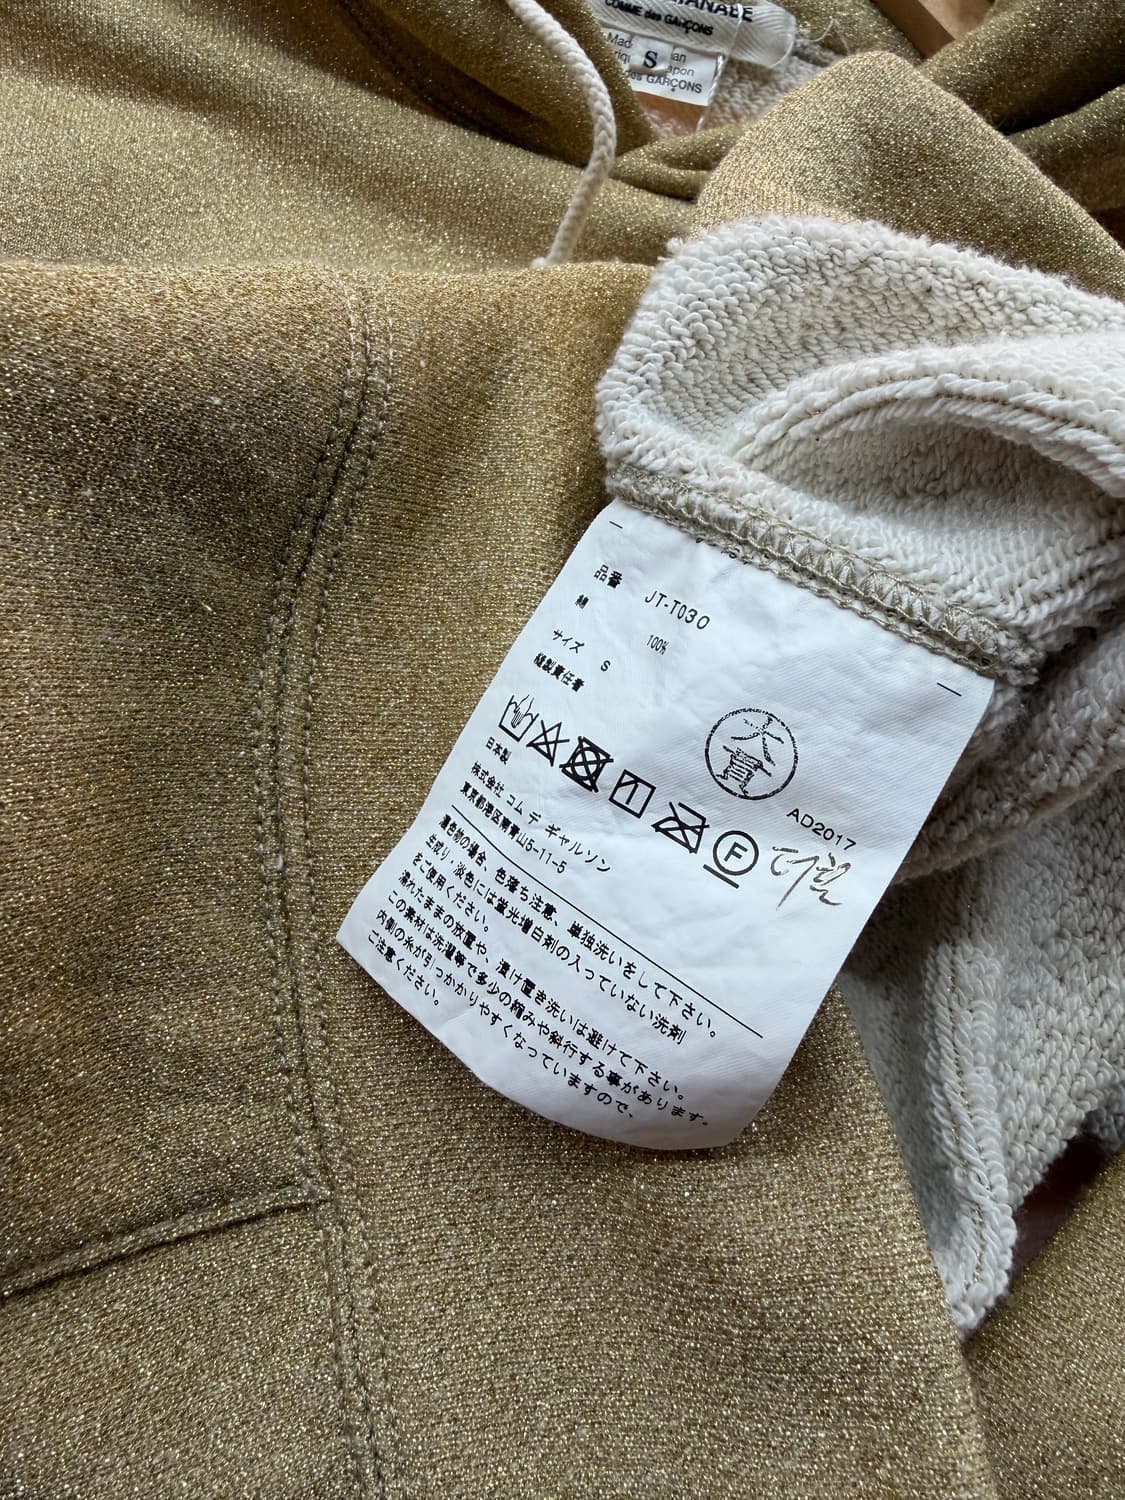 COMME des GARÇONS
S
des GARÇONS
品番 JT-T030
綿 100%
サイズ S
縫製責任者
大貫
AD2017
F
日本製
株式会社 コム デ ギャルソン
東京都港区南青山5-11-5
濃色物の場合、色落ち注意、単独洗いをして下さい。
生成り・淡色には蛍光増白剤の入っていない洗剤
をご使用ください。
濡れたままの放置や、漬け置き洗いは避けて下さい。
この素材は洗濯等で多少の縮みや斜行する事があります。
内側の糸が引っかかりやすくなっていますので、
ご注意ください。